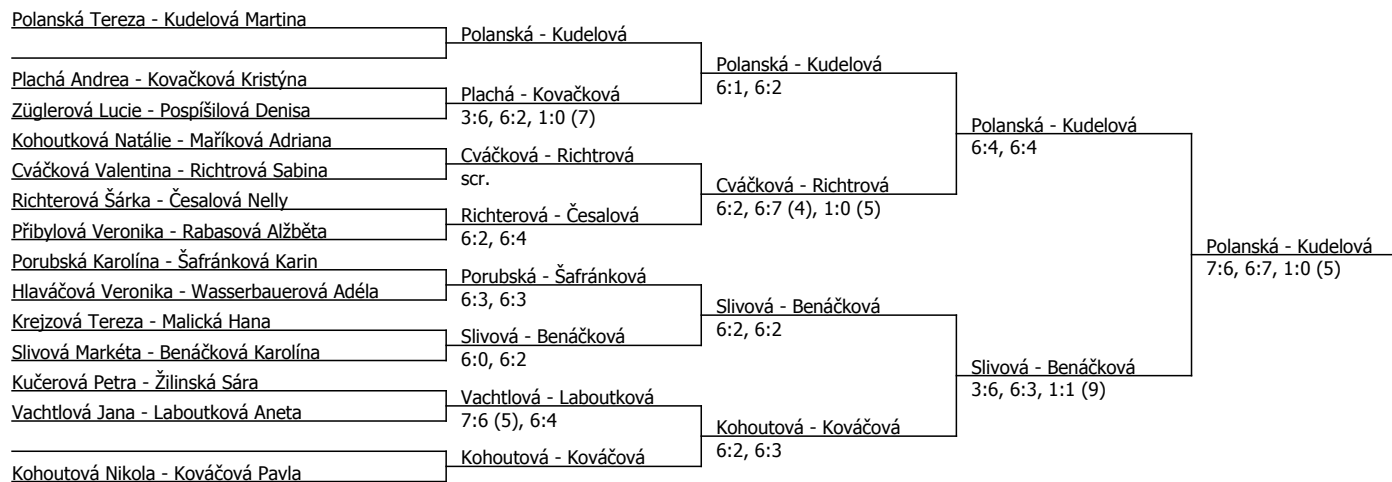 Polanská Tereza - Kudelová Martina
Plachá Andrea - Kovačková Kristýna
Züglerová Lucie - Pospíšilová Denisa
Kohoutková Natálie - Maříková Adriana
Cváčková Valentina - Richtrová Sabina
Richterová Šárka - Česalová Nelly
Přibylová Veronika - Rabasová Alžběta
Porubská Karolína - Šafránková Karin
Hlaváčová Veronika - Wasserbauerová Adéla
Krejzová Tereza - Malická Hana
Slivová Markéta - Benáčková Karolína
Kučerová Petra - Žilinská Sára
Vachtlová Jana - Laboutková Aneta
Kohoutová Nikola - Kováčová Pavla
Polanská - Kudelová
Plachá - Kovačková
3:6, 6:2, 1:0 (7)
Cváčková - Richtrová
scr.
Richterová - Česalová
6:2, 6:4
Porubská - Šafránková
6:3, 6:3
Slivová - Benáčková
6:0, 6:2
Vachtlová - Laboutková
7:6 (5), 6:4
Kohoutová - Kováčová
Polanská - Kudelová
6:1, 6:2
Cváčková - Richtrová
6:2, 6:7 (4), 1:0 (5)
Slivová - Benáčková
6:2, 6:2
Kohoutová - Kováčová
6:2, 6:3
Polanská - Kudelová
6:4, 6:4
Slivová - Benáčková
3:6, 6:3, 1:1 (9)
Polanská - Kudelová
7:6, 6:7, 1:0 (5)